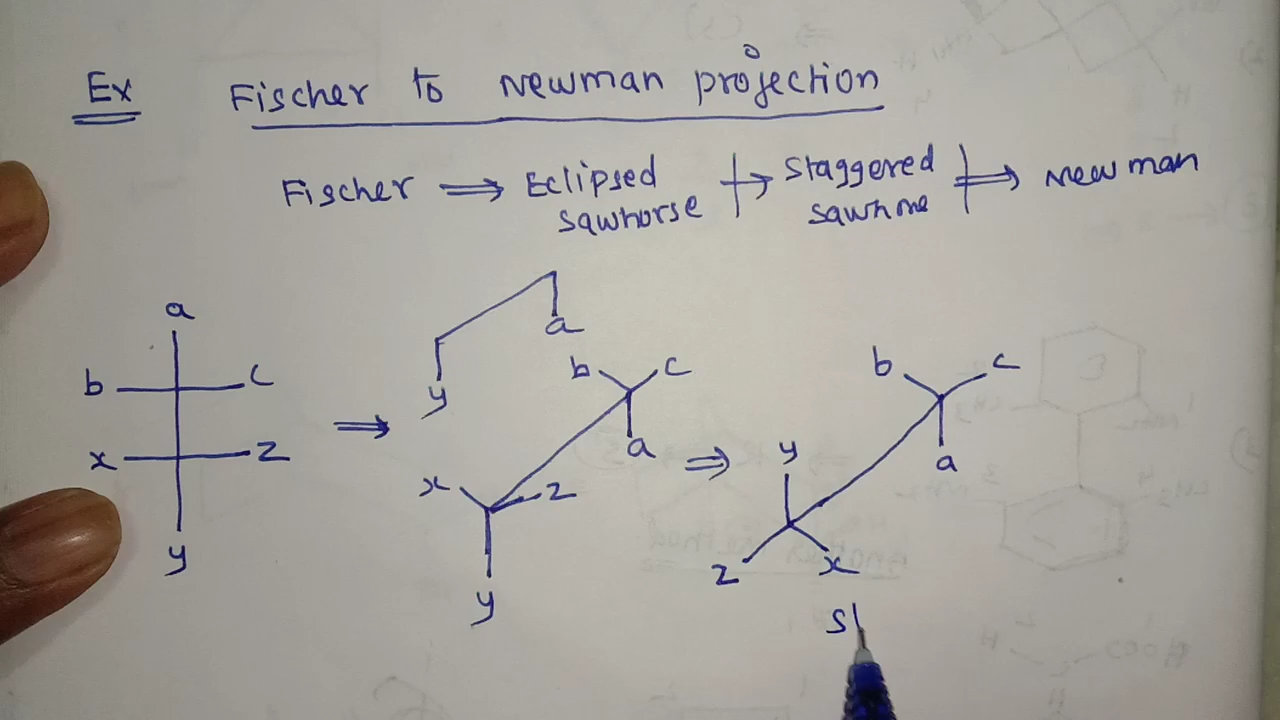 Ex Fischer to Newman projection
Fischer ⇒ Eclipsed sawhorse → Staggered sawhorse ⇒ Newman
a
b c
x z
y
⇒
a
y
b c
a
x z
y
⇒
b c
a
y
z x
S